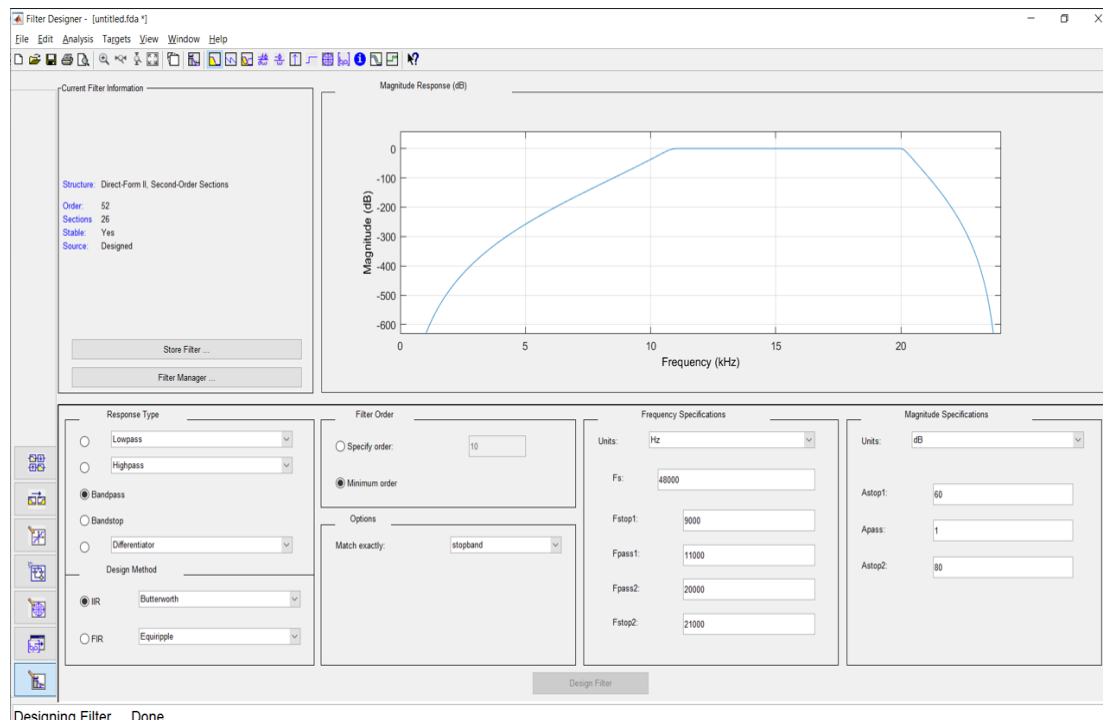 Filter Designer - [untitled.fda *]
File Edit Analysis Targets View Window Help
Current Filter Information
Structure: Direct-Form II, Second-Order Sections
Order: 52
Sections 26
Stable: Yes
Source: Designed
Store Filter ...
Filter Manager ...
Magnitude Response (dB)
Magnitude (dB)
0
-100
-200
-300
-400
-500
-600
0 5 10 15 20
Frequency (kHz)
Response Type
Lowpass
Highpass
Bandpass
Bandstop
Differentiator
Design Method
IIR Butterworth
FIR Equiripple
Filter Order
Specify order: 10
Minimum order
Options
Match exactly: stopband
Frequency Specifications
Units: Hz
Fs: 48000
Fstop1: 9000
Fpass1: 11000
Fpass2: 20000
Fstop2: 21000
Magnitude Specifications
Units: dB
Astop1: 60
Apass: 1
Astop2: 80
Design Filter
Designing Filter ... Done